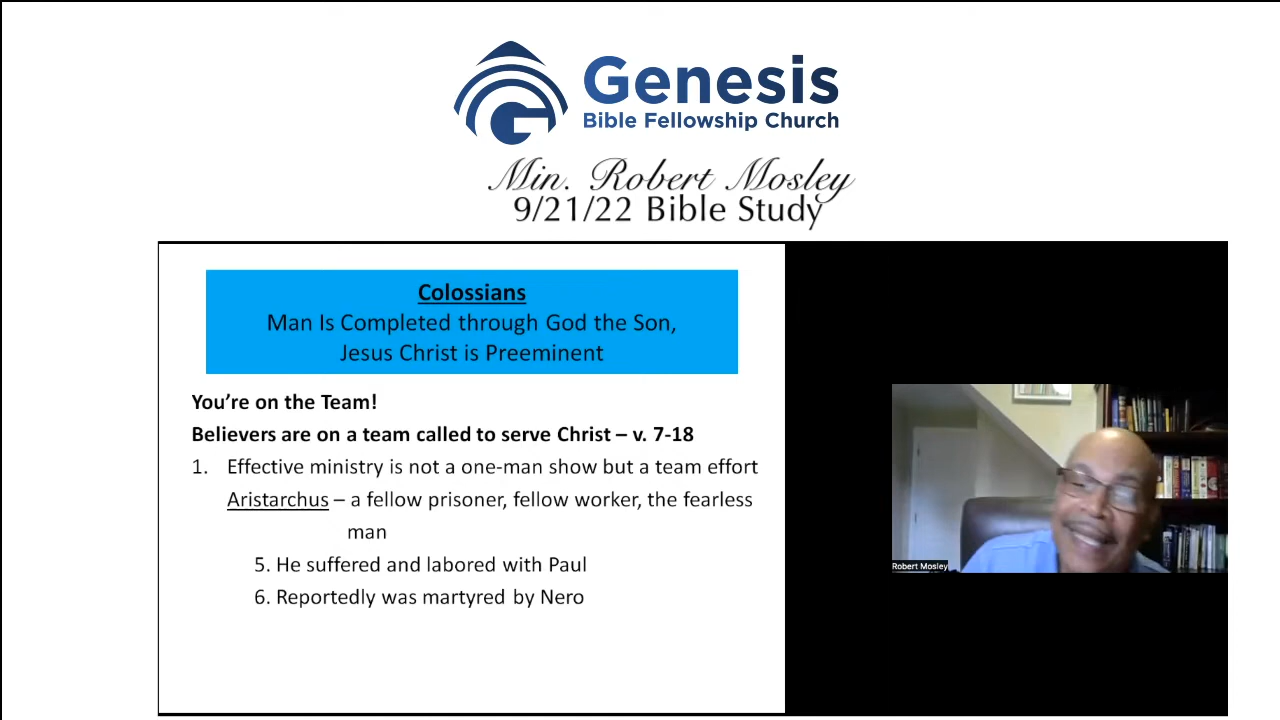 Genesis
Bible Fellowship Church
Min. Robert Mosley
9/21/22 Bible Study
Colossians
Man Is Completed through God the Son,
Jesus Christ is Preeminent
You’re on the Team!
Believers are on a team called to serve Christ – v. 7-18
1. Effective ministry is not a one-man show but a team effort
Aristarchus – a fellow prisoner, fellow worker, the fearless
man
5. He suffered and labored with Paul
6. Reportedly was martyred by Nero
Robert Mosley